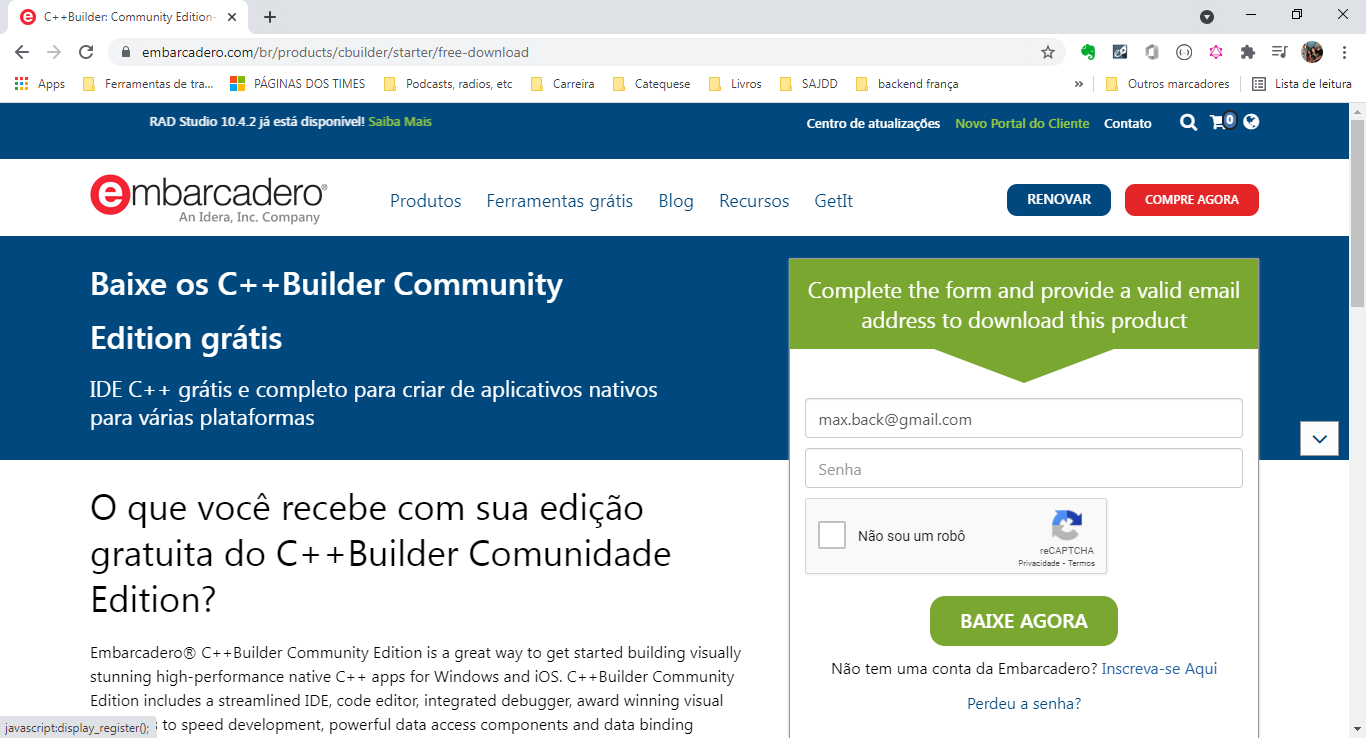 C++Builder: Community Edition-
embarcadero.com/br/products/cbuilder/starter/free-download
Apps Ferramentas de tra... PÁGINAS DOS TIMES Podcasts, radios, etc Carreira Catequese Livros SAJDD backend frança » Outros marcadores Lista de leitura
RAD Studio 10.4.2 já está disponível! Saiba Mais
Centro de atualizações Novo Portal do Cliente Contato 0
embarcadero®
An Idera, Inc. Company
Produtos Ferramentas grátis Blog Recursos GetIt RENOVAR COMPRE AGORA
Baixe os C++Builder Community
Edition grátis
IDE C++ grátis e completo para criar de aplicativos nativos
para várias plataformas
Complete the form and provide a valid email
address to download this product
max.back@gmail.com
Senha
Não sou um robô
reCAPTCHA
Privacidade - Termos
BAIXE AGORA
Não tem uma conta da Embarcadero? Inscreva-se Aqui
Perdeu a senha?
O que você recebe com sua edição
gratuita do C++Builder Comunidade
Edition?
Embarcadero® C++Builder Community Edition is a great way to get started building visually
stunning high-performance native C++ apps for Windows and iOS. C++Builder Community
Edition includes a streamlined IDE, code editor, integrated debugger, award winning visual
to speed development, powerful data access components and data binding
javascript:display_register();